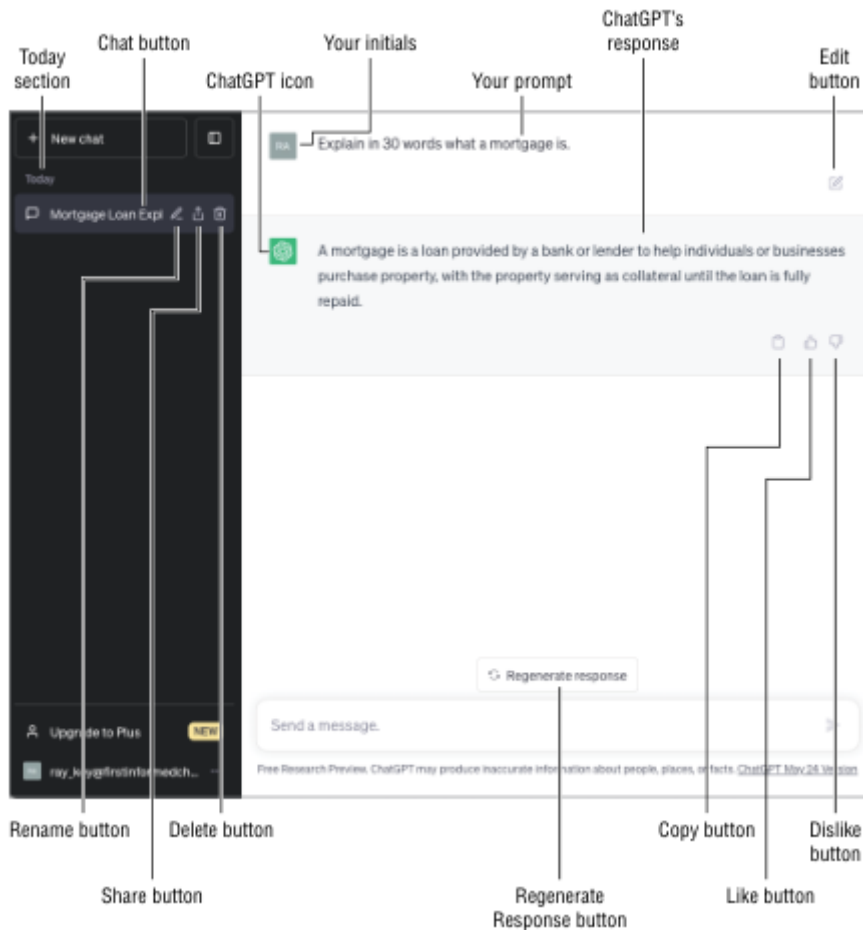 ChatGPT's
response
Chat button
Your initials
Today
section
Edit
button
ChatGPT icon
Your prompt
+ New chat
RA
Explain in 30 words what a mortgage is.
Today
Mortgage Loan Expl
A mortgage is a loan provided by a bank or lender to help individuals or businesses
purchase property, with the property serving as collateral until the loan is fully
repaid.
Regenerate response
Upgrade to Plus
NEW
Send a message.
Free Research Preview. ChatGPT may produce inaccurate information about people, places, or facts. ChatGPT May 24 Version
Rename button
Delete button
Copy button
Dislike
button
Share button
Regenerate
Response button
Like button